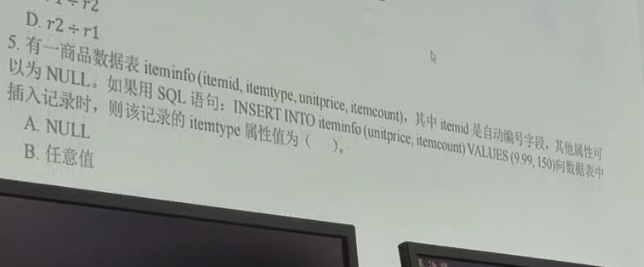 ÷r2
D. r2÷r1
5. 有一商品数据表 iteminfo (itemid, itemtype, unitprice, itemcount)，其中 itemid 是自动编号字段，其他属性可
以为 NULL。如果用 SQL 语句：INSERT INTO iteminfo (unitprice, itemcount) VALUES (9.99, 150)向数据表中
插入记录时，则该记录的 itemtype 属性值为（ ）。
A. NULL
B. 任意值